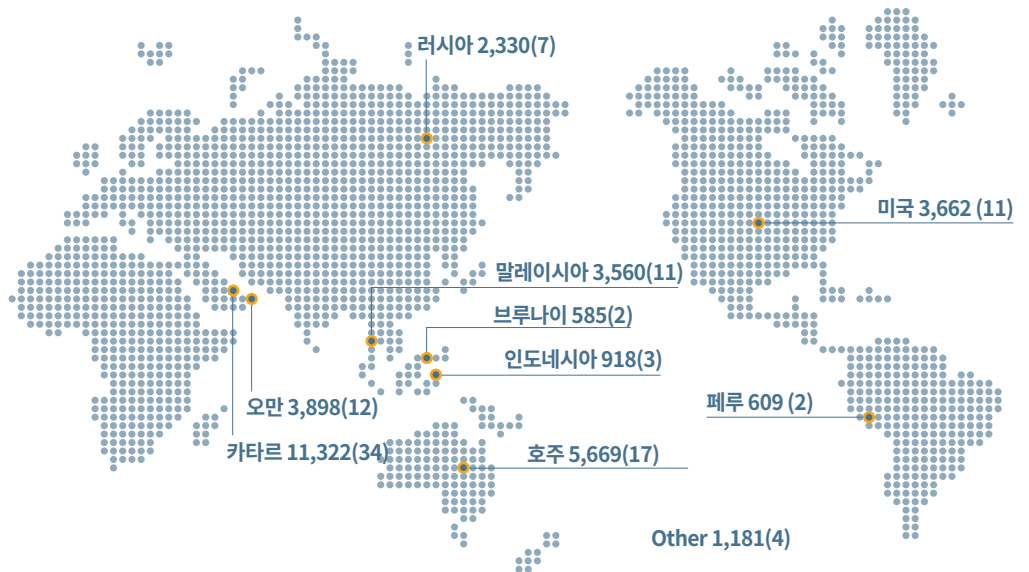 러시아 2,330(7)
미국 3,662 (11)
말레이시아 3,560(11)
브루나이 585(2)
인도네시아 918(3)
오만 3,898(12)
페루 609 (2)
카타르 11,322(34)
호주 5,669(17)
Other 1,181(4)